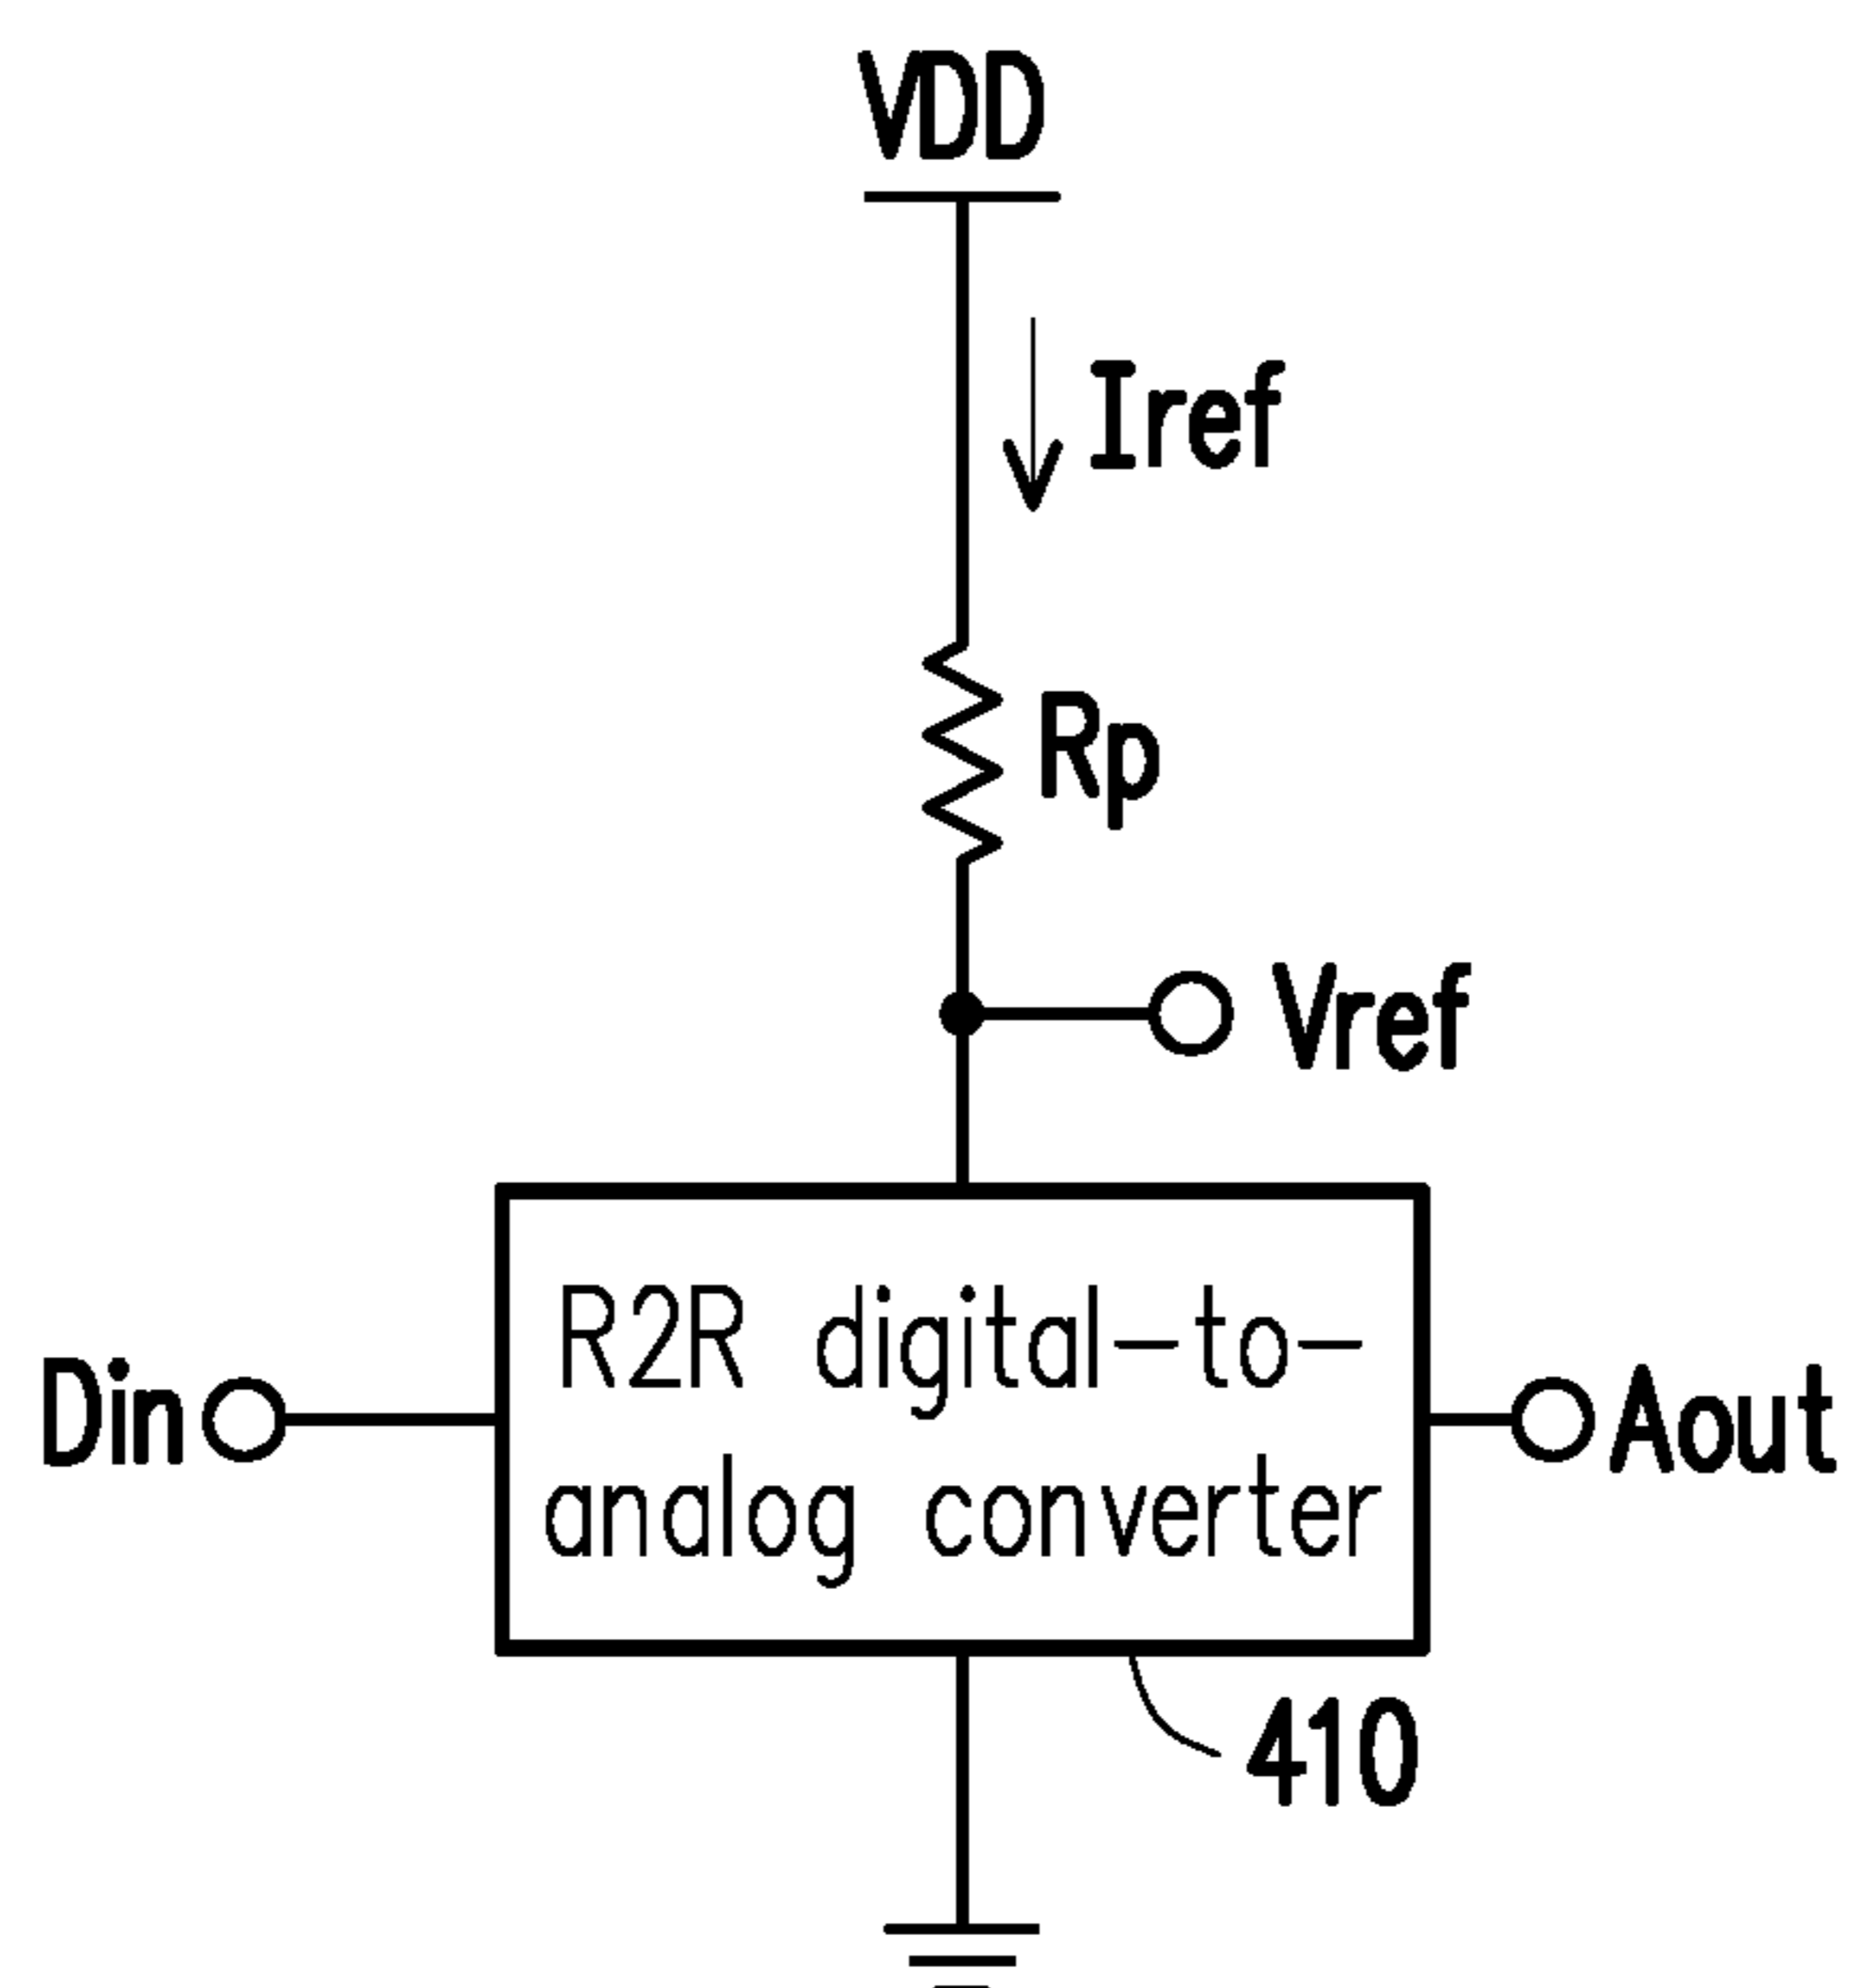 VDD
Iref
Rp
Vref
R2R digital-to-
analog converter
Din
Aout
410